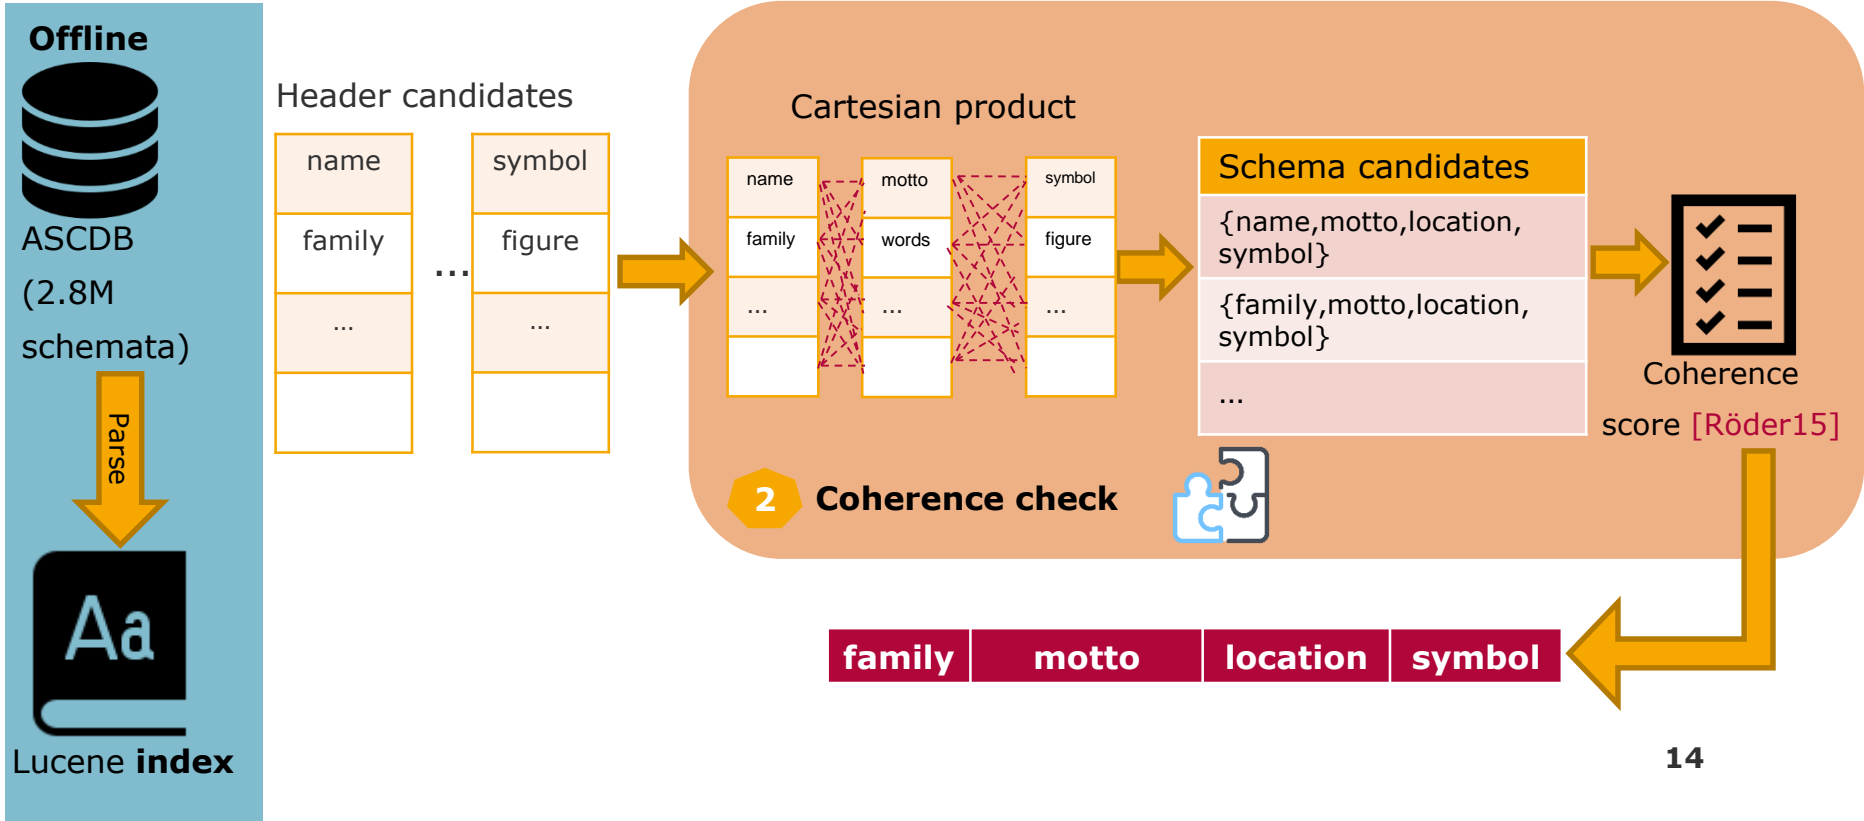 Offline
ASCDB
(2.8M
schemata)
Parse
Aa
Lucene index
Header candidates
name
family
...
...
symbol
figure
...
Cartesian product
name
family
...
motto
words
...
symbol
figure
...
Schema candidates
{name,motto,location,
symbol}
{family,motto,location,
symbol}
...
Coherence
score [Röder15]
2 Coherence check
family motto location symbol
14